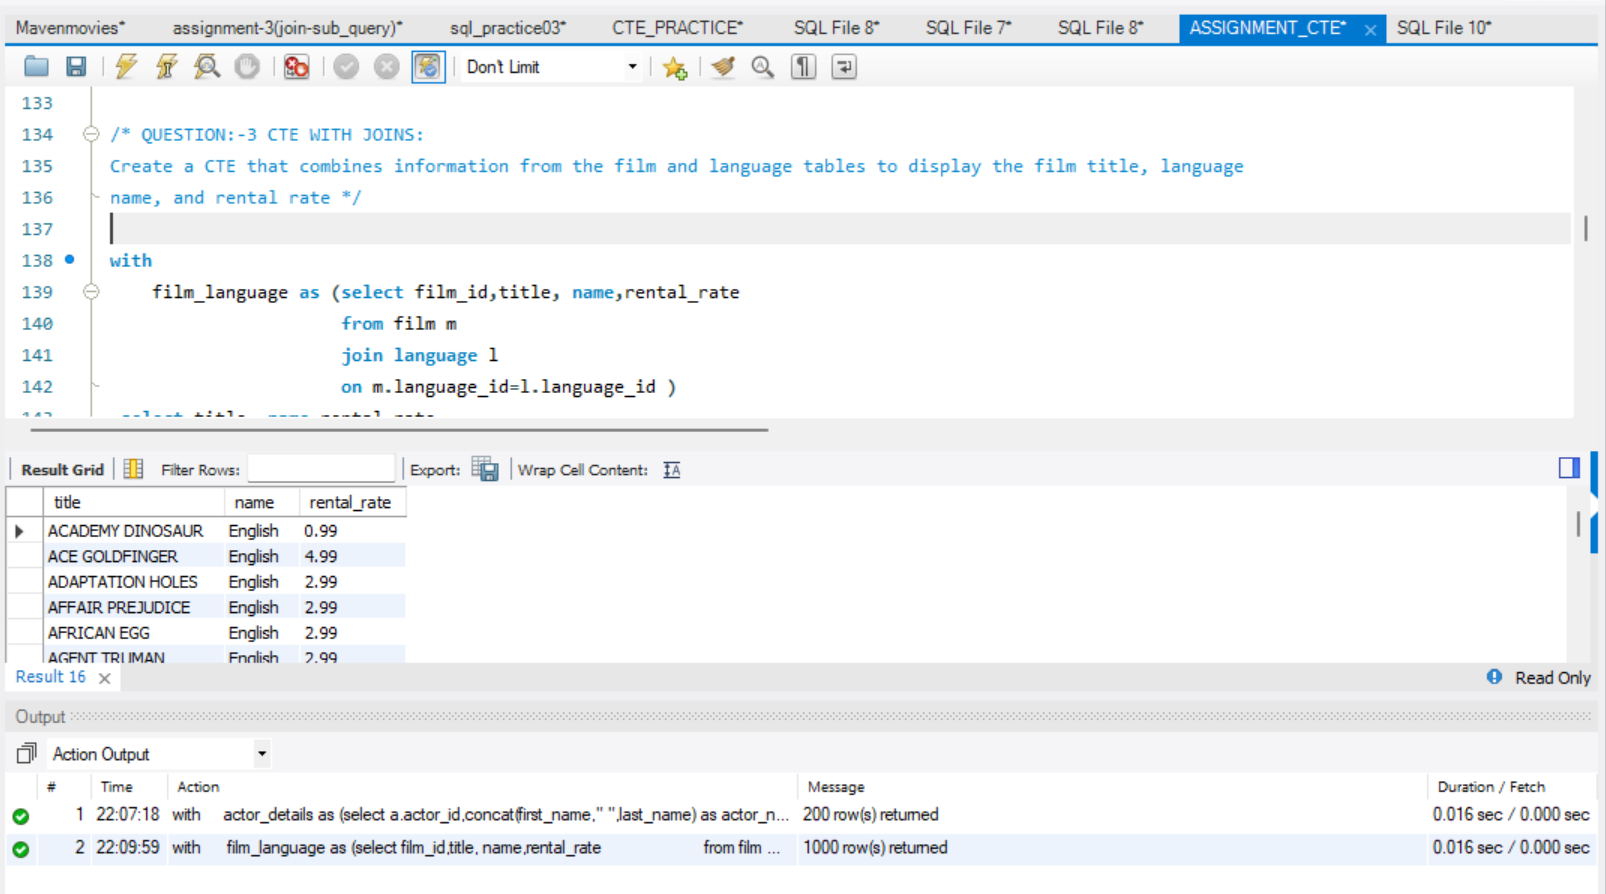 Mavenmovies* assignment-3(join-sub_query)* sql_practice03* CTE_PRACTICE* SQL File 8* SQL File 7* SQL File 8* ASSIGNMENT_CTE* × SQL File 10*
Don't Limit
133
134 /* QUESTION:-3 CTE WITH JOINS:
135 Create a CTE that combines information from the film and language tables to display the film title, language
136 name, and rental rate */
137
138 with
139 film_language as (select film_id,title, name,rental_rate
140 from film m
141 join language l
142 on m.language_id=l.language_id )
143 select title, name,rental_rate
Result Grid Filter Rows: Export: Wrap Cell Content:
title name rental_rate
ACADEMY DINOSAUR English 0.99
ACE GOLDFINGER English 4.99
ADAPTATION HOLES English 2.99
AFFAIR PREJUDICE English 2.99
AFRICAN EGG English 2.99
AGENT TRUMAN English 2.99
Result 16 × Read Only
Output
Action Output
# Time Action Message Duration / Fetch
1 22:07:18 with actor_details as (select a.actor_id,concat(first_name," ",last_name) as actor_n... 200 row(s) returned 0.016 sec / 0.000 sec
2 22:09:59 with film_language as (select film_id,title, name,rental_rate from film ... 1000 row(s) returned 0.016 sec / 0.000 sec